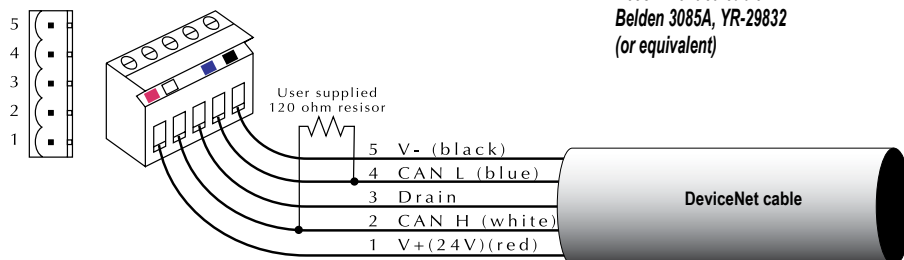 Belden 3085A, YR-29832
(or equivalent)
5
4
3
2
1
User supplied
120 ohm resisor
5 V- (black)
4 CAN L (blue)
3 Drain
2 CAN H (white)
1 V+(24V)(red)
DeviceNet cable